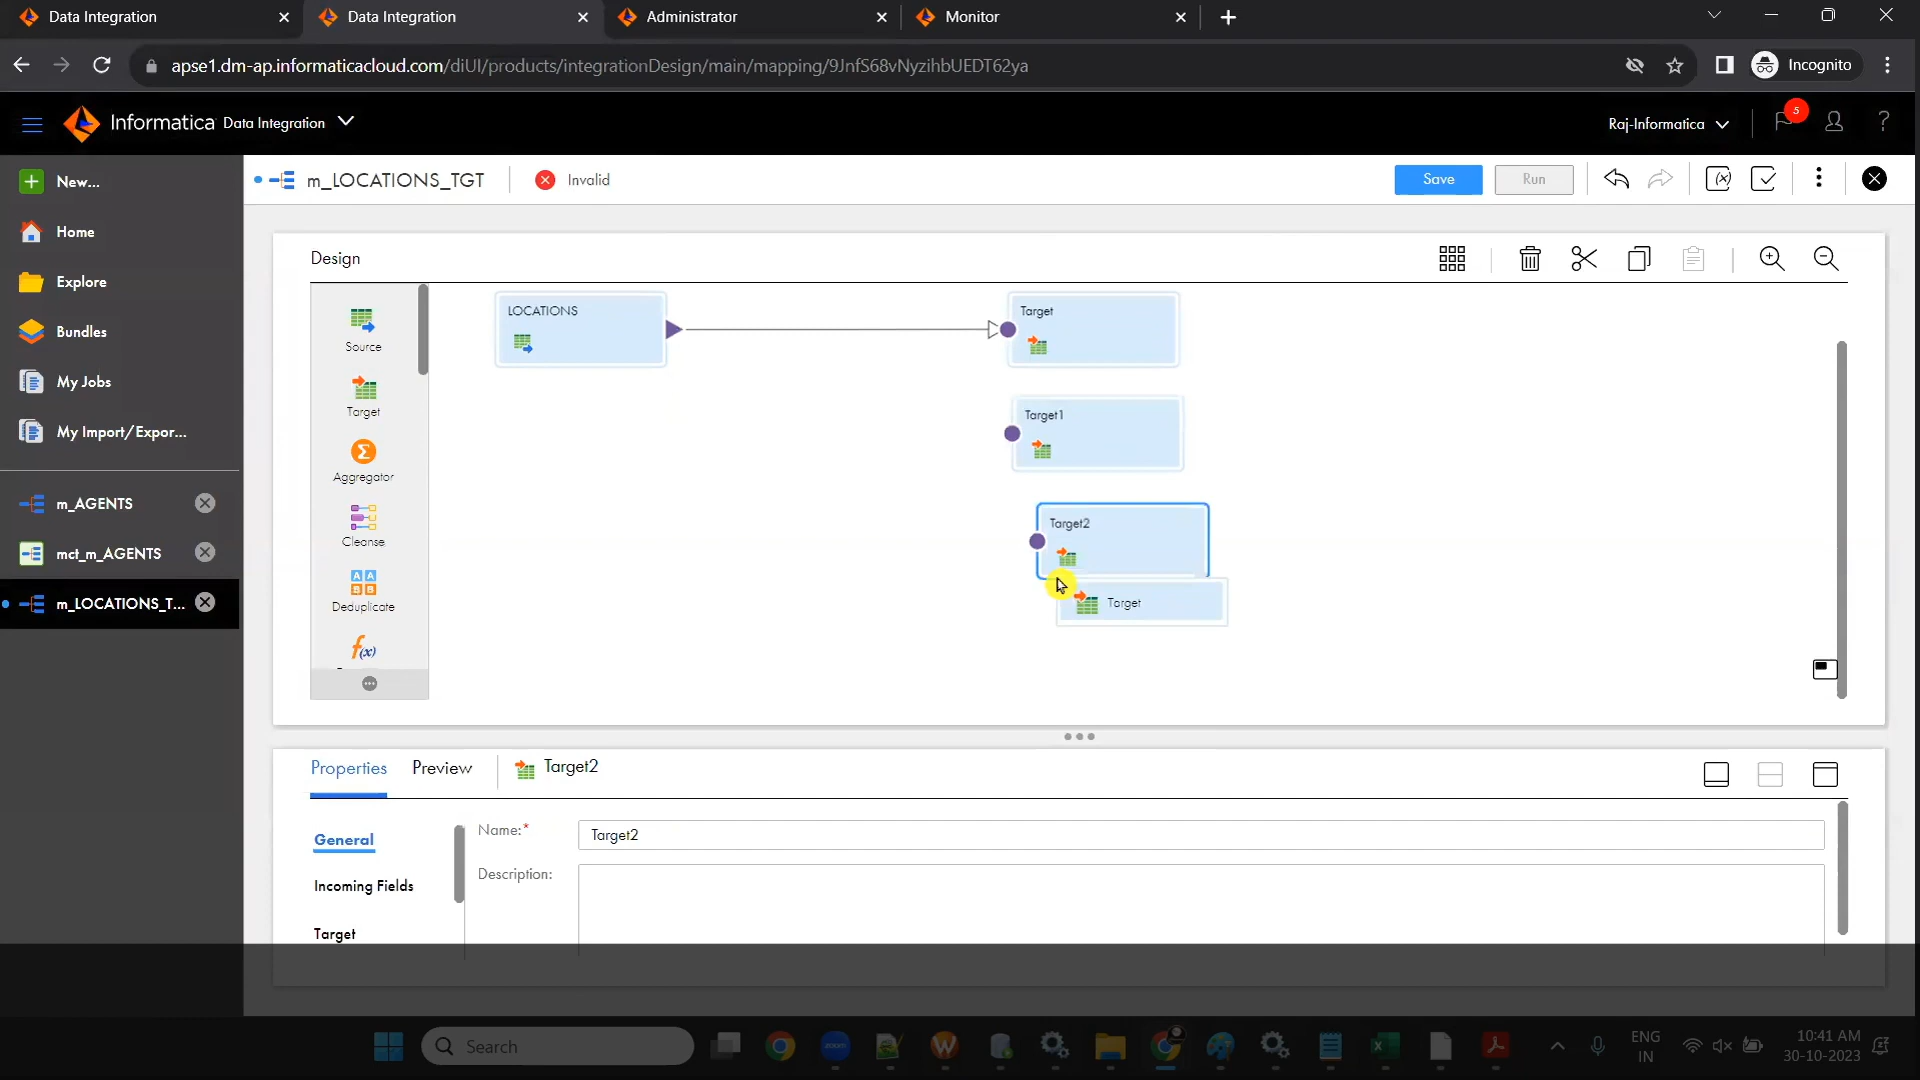 Data Integration
Data Integration
Administrator
Monitor
apse1.dm-ap.informaticacloud.com/diUI/products/integrationDesign/main/mapping/9JnfS68vNyzihbUEDT62ya
Incognito
Informatica Data Integration
Raj-Informatica
5
?
New...
Home
Explore
Bundles
My Jobs
My Import/Expor...
m_AGENTS
mct_m_AGENTS
m_LOCATIONS_T...
m_LOCATIONS_TGT
Invalid
Save
Run
Design
Source
Target
Aggregator
Cleanse
Deduplicate
LOCATIONS
Target
Target1
Target2
Target
Properties
Preview
Target2
General
Incoming Fields
Target
Name:*
Target2
Description:
Search
zoom
ENG
IN
10:41 AM
30-10-2023